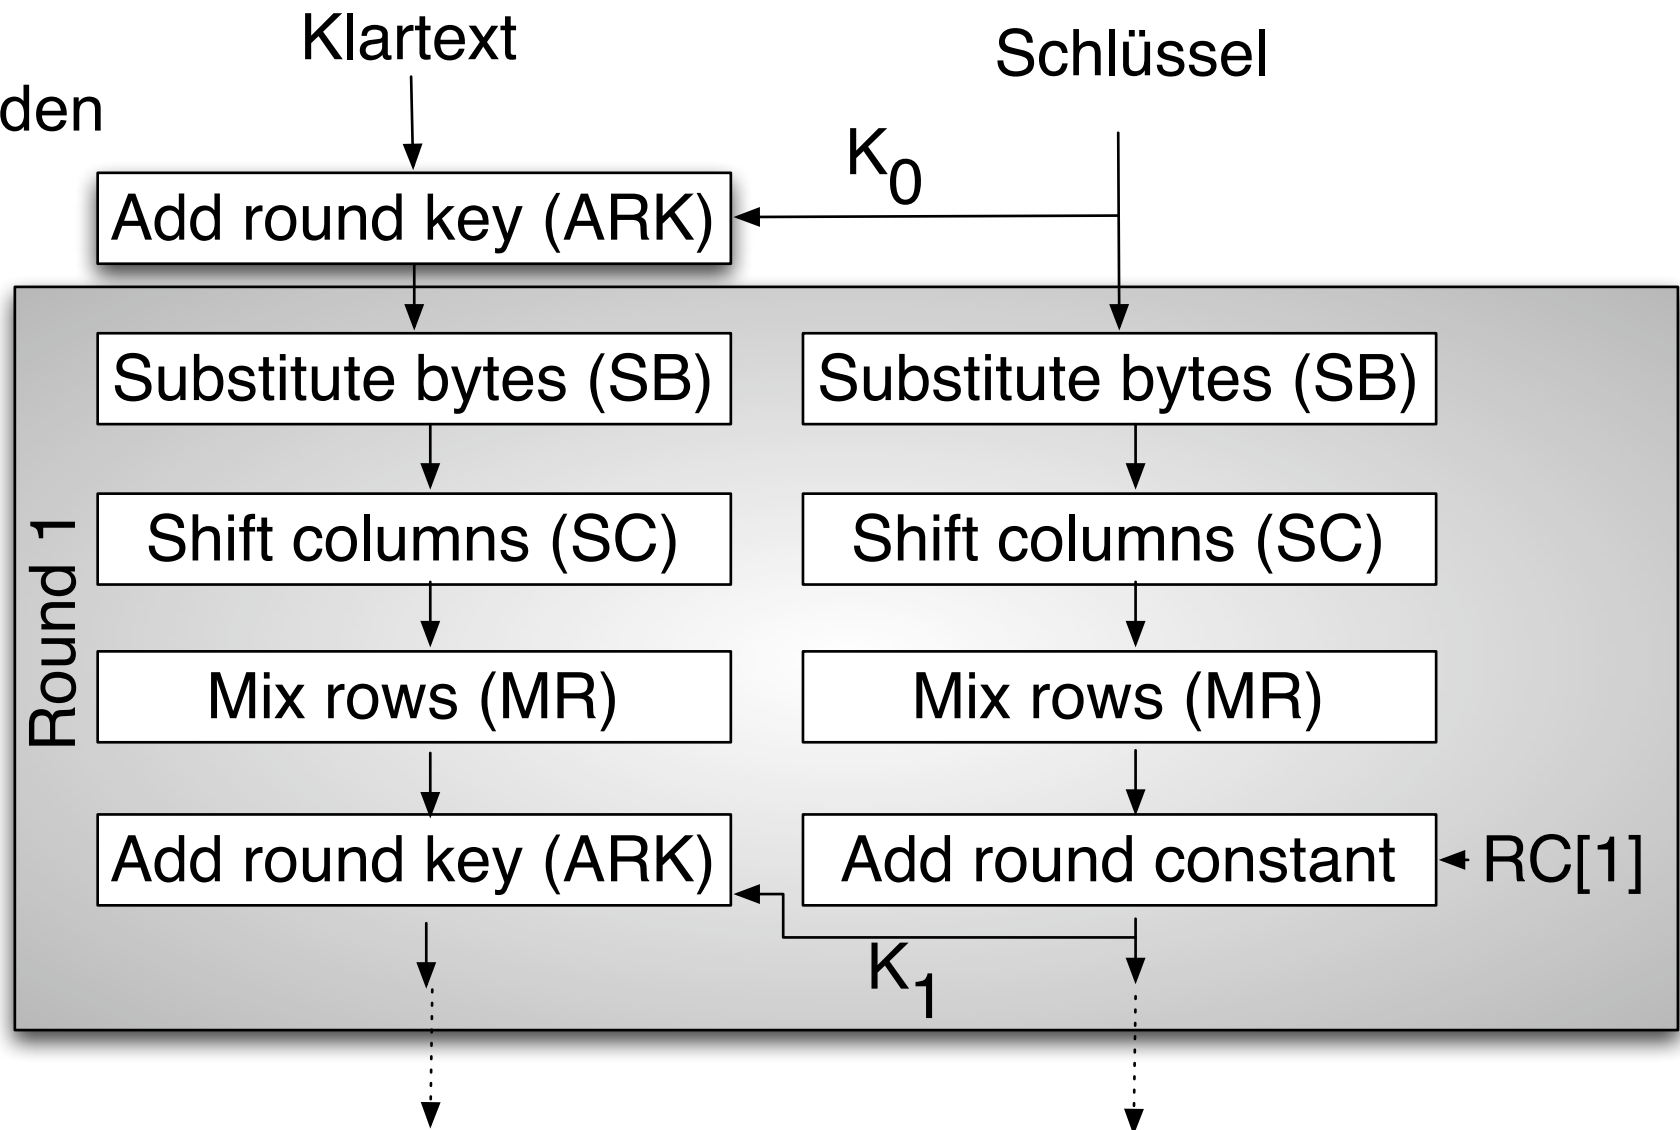 Klartext
Schlüssel
den
K0
Add round key (ARK)
Substitute bytes (SB)
Substitute bytes (SB)
Shift columns (SC)
Shift columns (SC)
Round 1
Mix rows (MR)
Mix rows (MR)
Add round key (ARK)
Add round constant
RC[1]
K1